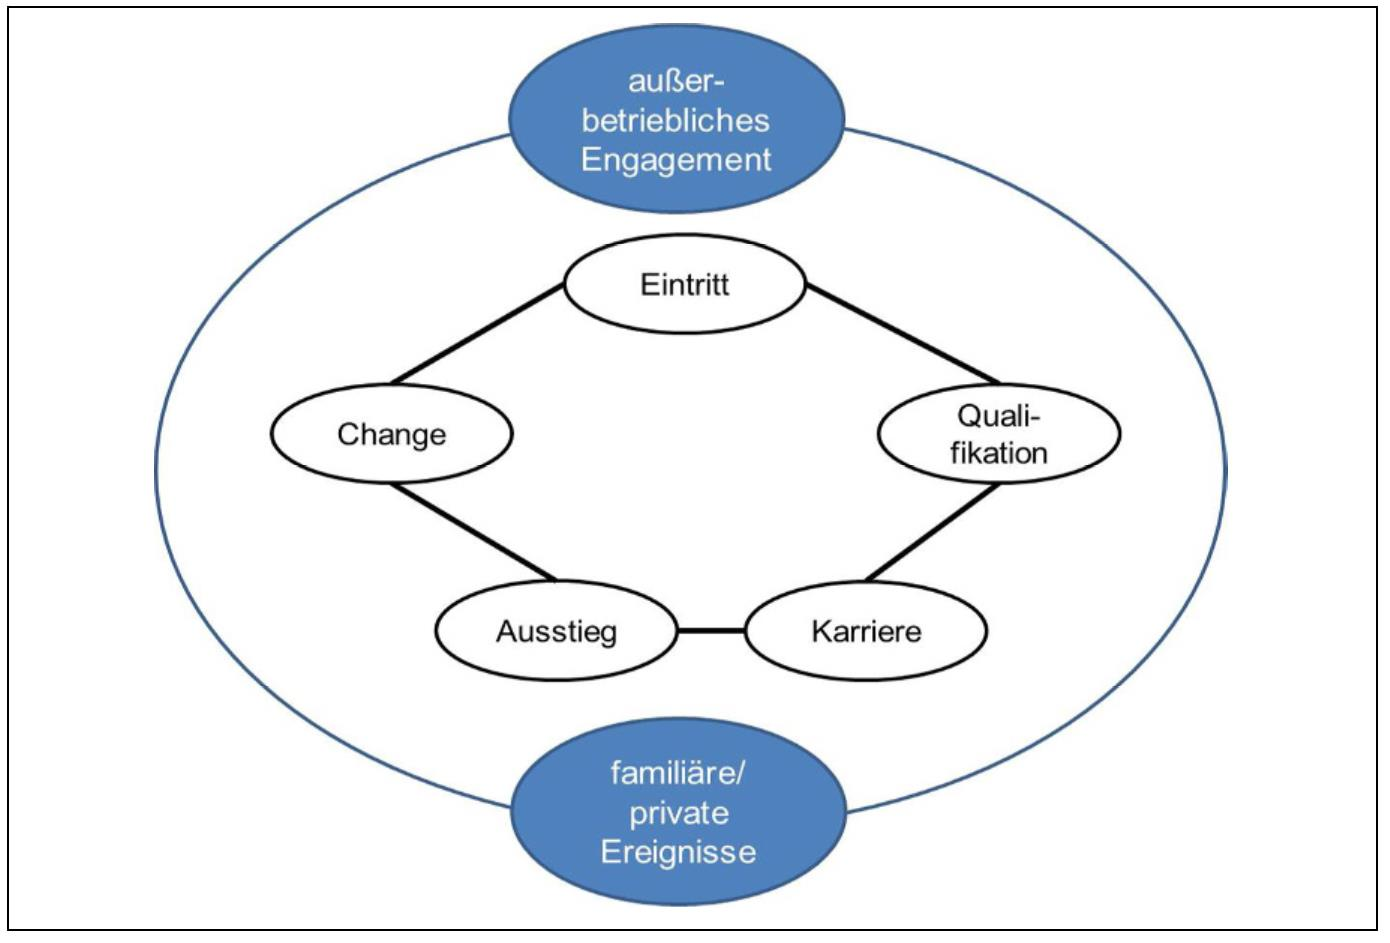 außer-
betriebliches
Engagement
Eintritt
Change
Quali-
fikation
Ausstieg
Karriere
familiäre/
private
Ereignisse